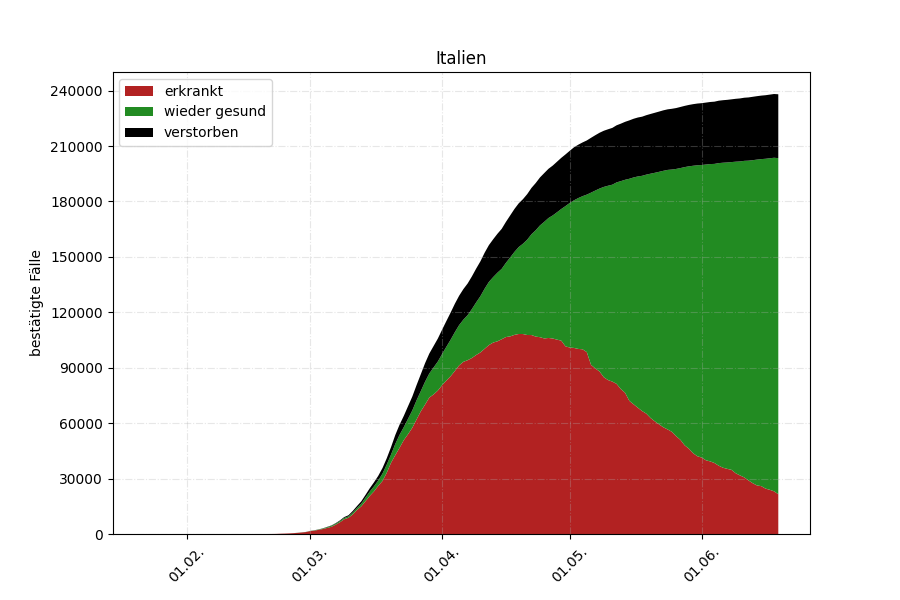 Italien
erkrankt
wieder gesund
verstorben
bestätigte Fälle
240000
210000
180000
150000
120000
90000
60000
30000
0
01.02.
01.03.
01.04.
01.05.
01.06.